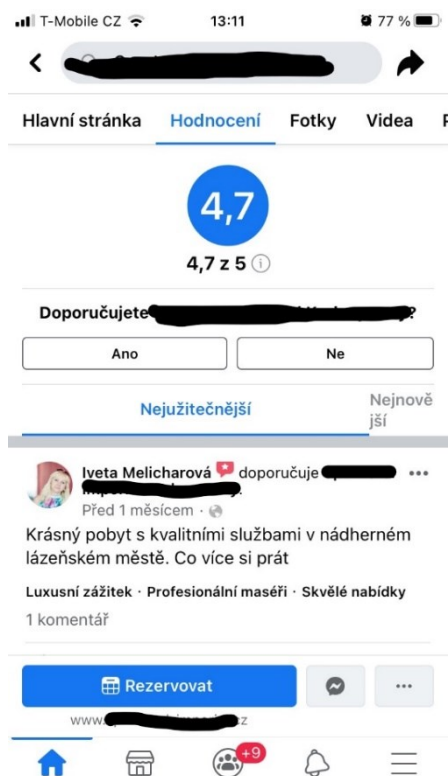 T-Mobile CZ 13:11 77 %
Hlavní stránka Hodnocení Fotky Videa
4,7
4,7 z 5
Doporučujete ?
Ano Ne
Nejužitečnější Nejnově
jší
Iveta Melicharová doporučuje
Před 1 měsícem ·
Krásný pobyt s kvalitními službami v nádherném
lázeňském městě. Co více si prát
Luxusní zážitek · Profesionální maséři · Skvělé nabídky
1 komentář
Rezervovat
www. cz
+9